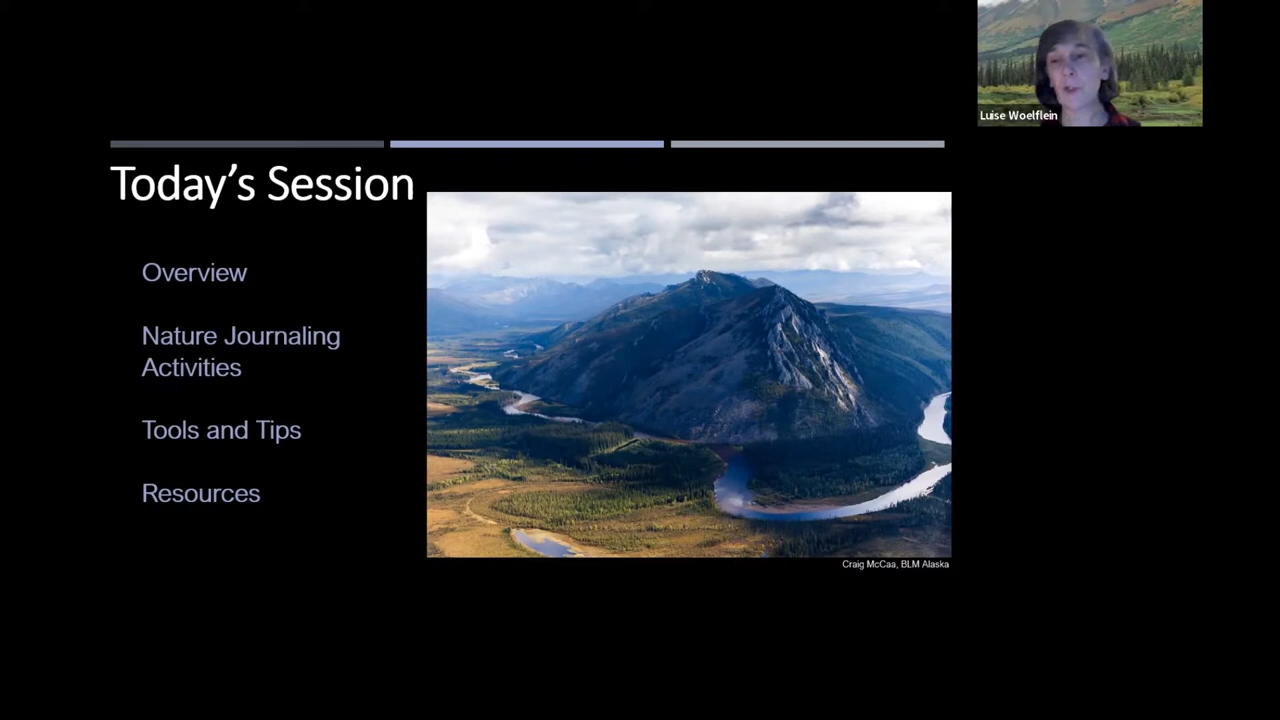 Luise Woelflein
Today's Session
Overview
Nature Journaling
Activities
Tools and Tips
Resources
Craig McCaa, BLM Alaska